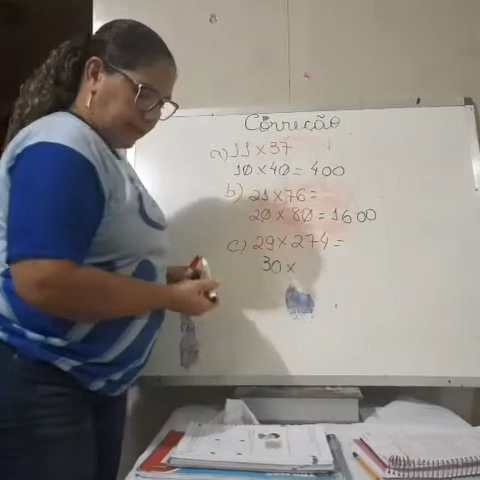 Correção
a) 11 x 37
10 x 40 = 400
b) 21 x 76 =
20 x 80 = 1600
c) 29 x 274 =
30 x